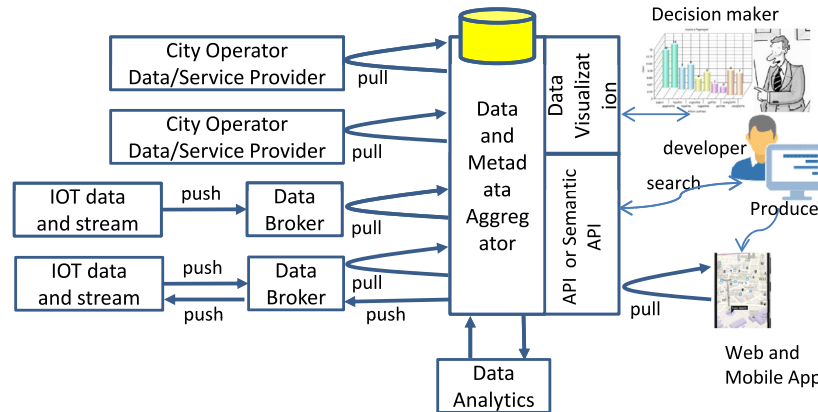 Decision maker
City Operator
Data/Service Provider
pull
City Operator
Data/Service Provider
pull
Data
and
Metad
ata
Aggreg
ator
Data
Visualizat
ion
developer
search
Produce
IOT data
and stream
push
Data
Broker
pull
API or Semantic
API
IOT data
and stream
push
push
Data
Broker
pull
push
pull
Data
Analytics
Web and
Mobile App